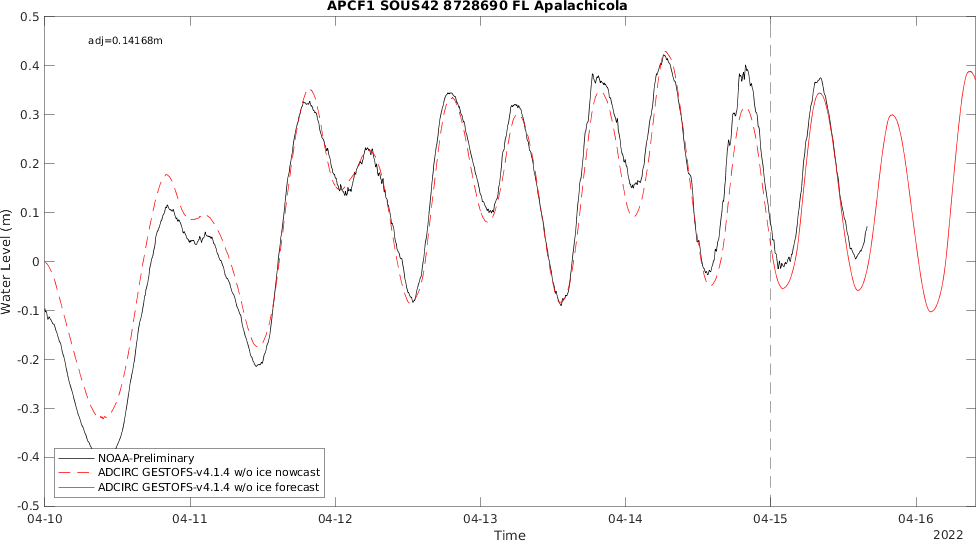 APCF1 SOUS42 8728690 FL Apalachicola
adj=0.14168m
0.5
0.4
0.3
0.2
0.1
0
-0.1
-0.2
-0.3
-0.4
-0.5
Water Level (m)
NOAA-Preliminary
ADCIRC GESTOFS-v4.1.4 w/o ice nowcast
ADCIRC GESTOFS-v4.1.4 w/o ice forecast
04-10 04-11 04-12 04-13 04-14 04-15 04-16
Time
2022